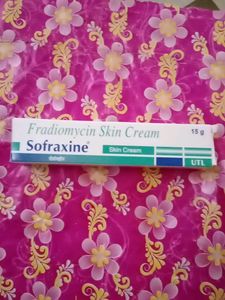 Fradiomycin Skin Cream
15 g
Sofraxine®
Skin Cream
UTL